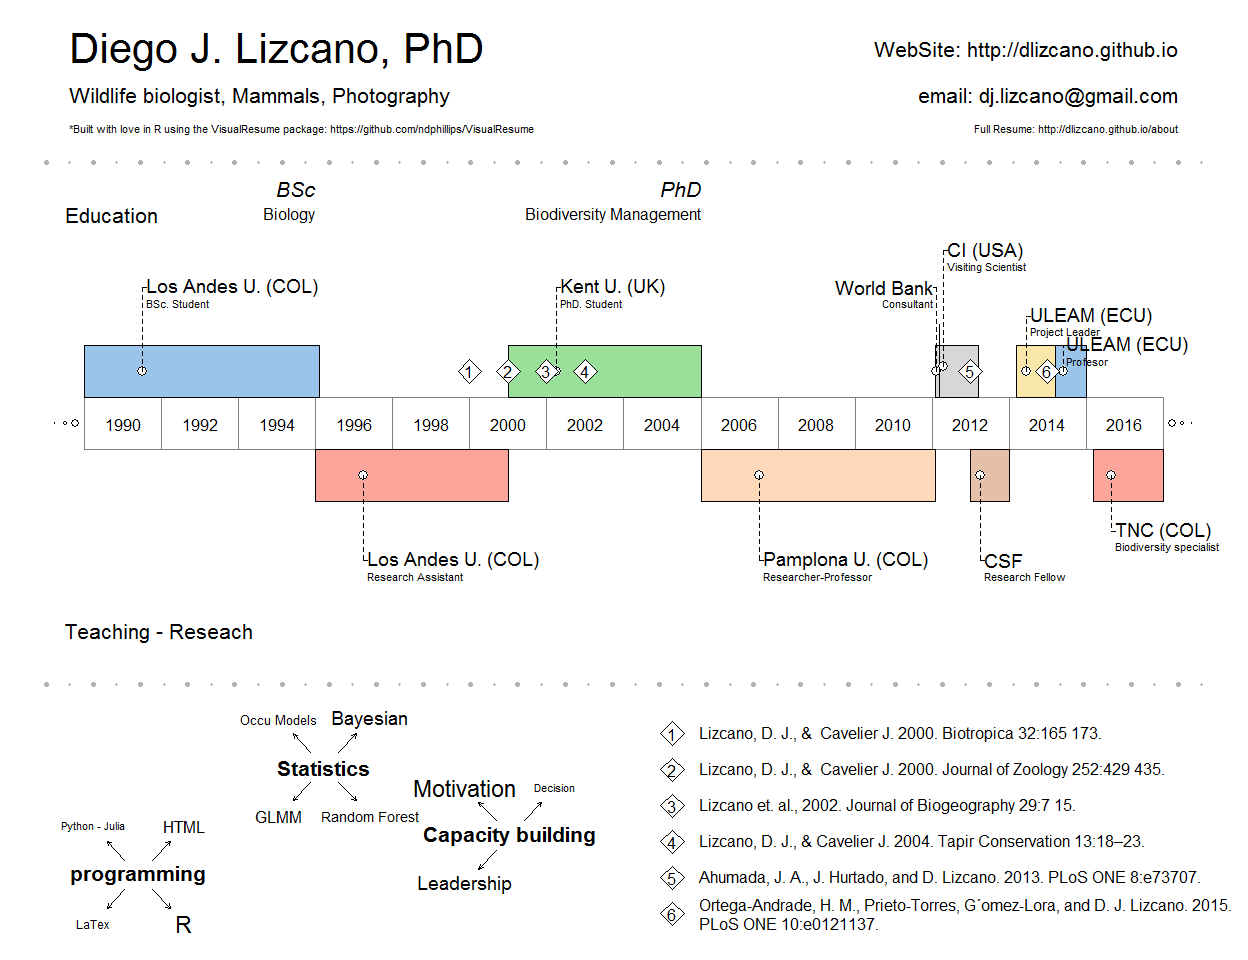 Diego J. Lizcano, PhD
WebSite: http://dlizcano.github.io
Wildlife biologist, Mammals, Photography
email: dj.lizcano@gmail.com
*Built with love in R using the VisualResume package: https://github.com/ndphillips/VisualResume
Full Resume: http://dlizcano.github.io/about
BSc
PhD
Education
Biology
Biodiversity Management
CI (USA)
Visiting Scientist
Los Andes U. (COL)
BSc. Student
Kent U. (UK)
PhD. Student
World Bank
Consultant
ULEAM (ECU)
Project Leader
ULEAM (ECU)
Profesor
1 2 3 4 5 6
1990 1992 1994 1996 1998 2000 2002 2004 2006 2008 2010 2012 2014 2016
TNC (COL)
Biodiversity specialist
Los Andes U. (COL)
Research Assistant
Pamplona U. (COL)
Researcher-Professor
CSF
Research Fellow
Teaching - Reseach
Occu Models
Bayesian
Statistics
GLMM
Random Forest
Motivation
Decision
Capacity building
Leadership
Python - Julia
HTML
programming
LaTex
R
1 Lizcano, D. J., & Cavelier J. 2000. Biotropica 32:165 173.
2 Lizcano, D. J., & Cavelier J. 2000. Journal of Zoology 252:429 435.
3 Lizcano et. al., 2002. Journal of Biogeography 29:7 15.
4 Lizcano, D. J., & Cavelier J. 2004. Tapir Conservation 13:18–23.
5 Ahumada, J. A., J. Hurtado, and D. Lizcano. 2013. PLoS ONE 8:e73707.
6 Ortega-Andrade, H. M., Prieto-Torres, G´omez-Lora, and D. J. Lizcano. 2015.
PLoS ONE 10:e0121137.